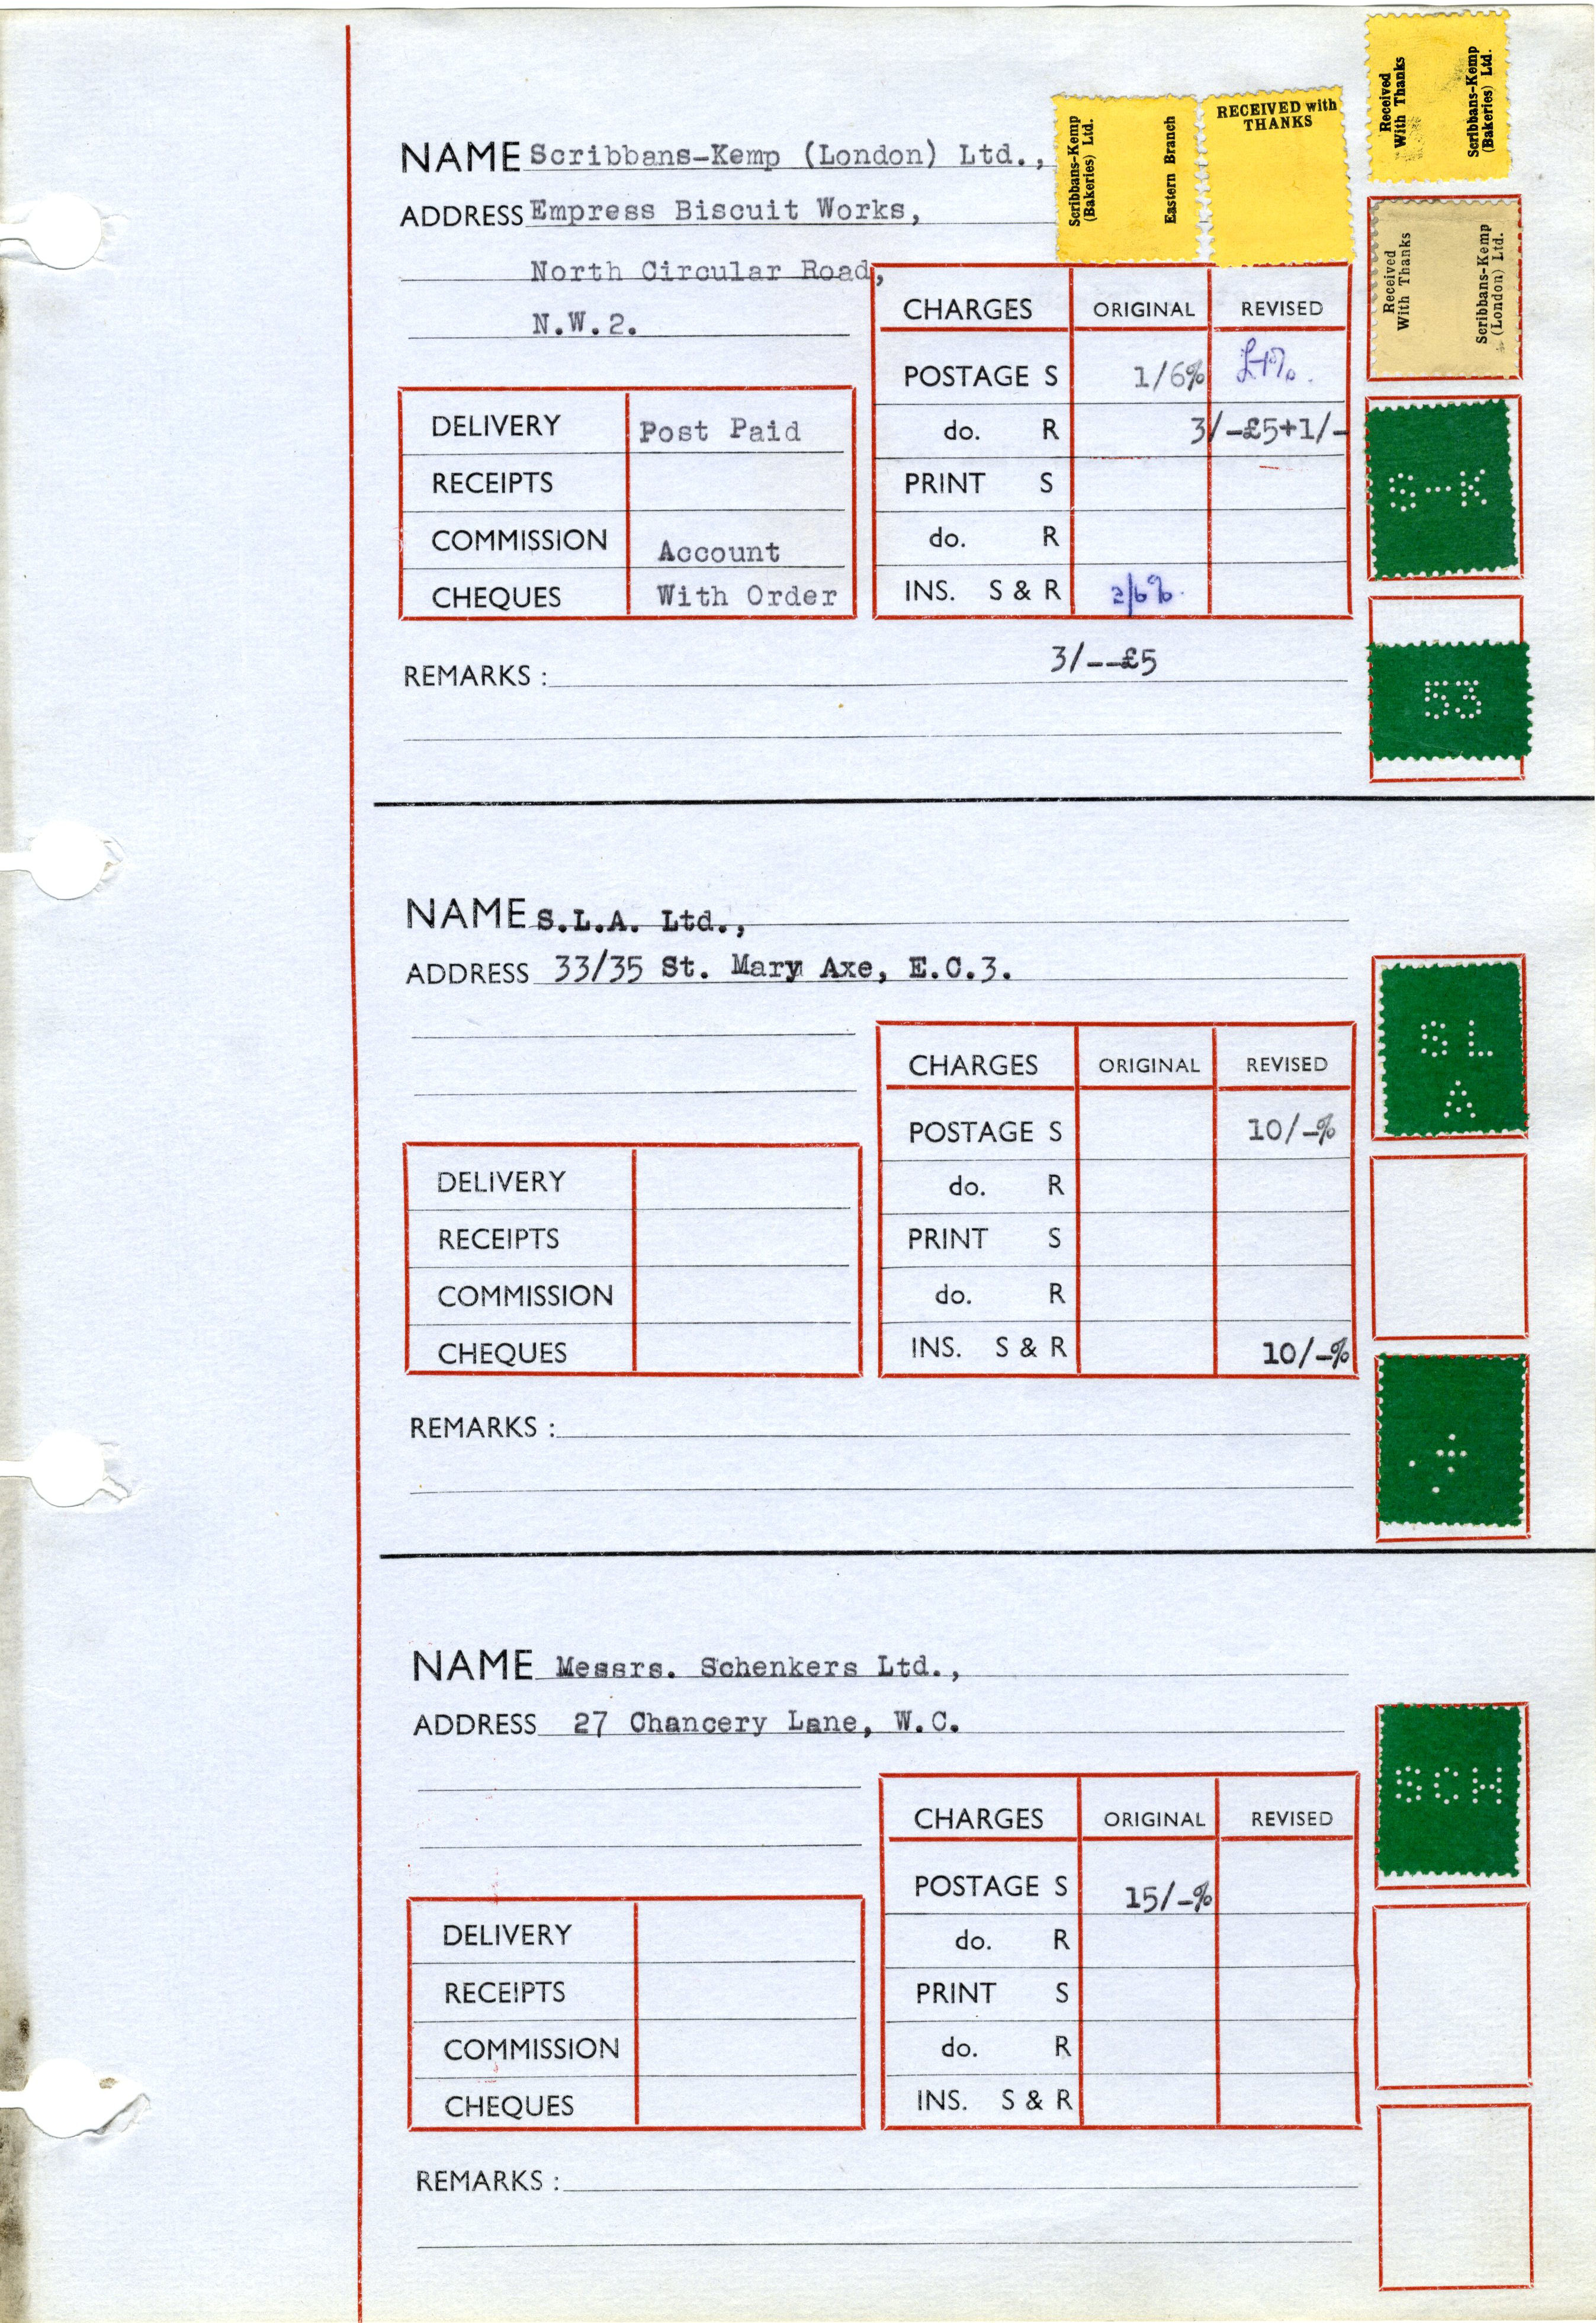 Received
With Thanks
Scribbans-Kemp
(Bakeries) Ltd.
Scribbans-Kemp
(Bakeries) Ltd.
Eastern Branch
RECEIVED with
THANKS
NAME Scribbans-Kemp (London) Ltd.,
ADDRESS Empress Biscuit Works,
North Circular Road,
N.W.2.
Received
With Thanks
Scribbans-Kemp
(London) Ltd.
CHARGES ORIGINAL REVISED
POSTAGE S 1/6%
do. R 3/-£5+1/-
PRINT S
do. R
INS. S & R 2/6%
DELIVERY Post Paid
RECEIPTS
COMMISSION Account
CHEQUES With Order
S-K
53
3/--£5
REMARKS :
NAME S.L.A. Ltd.,
ADDRESS 33/35 St. Mary Axe, E.C.3.
S L
A
CHARGES ORIGINAL REVISED
POSTAGE S 10/-%
do. R
PRINT S
do. R
INS. S & R 10/-%
DELIVERY
RECEIPTS
COMMISSION
CHEQUES
REMARKS :
NAME Messrs. Schenkers Ltd.,
ADDRESS 27 Chancery Lane, W.C.
SCH
CHARGES ORIGINAL REVISED
POSTAGE S 15/-%
do. R
PRINT S
do. R
INS. S & R
DELIVERY
RECEIPTS
COMMISSION
CHEQUES
REMARKS :